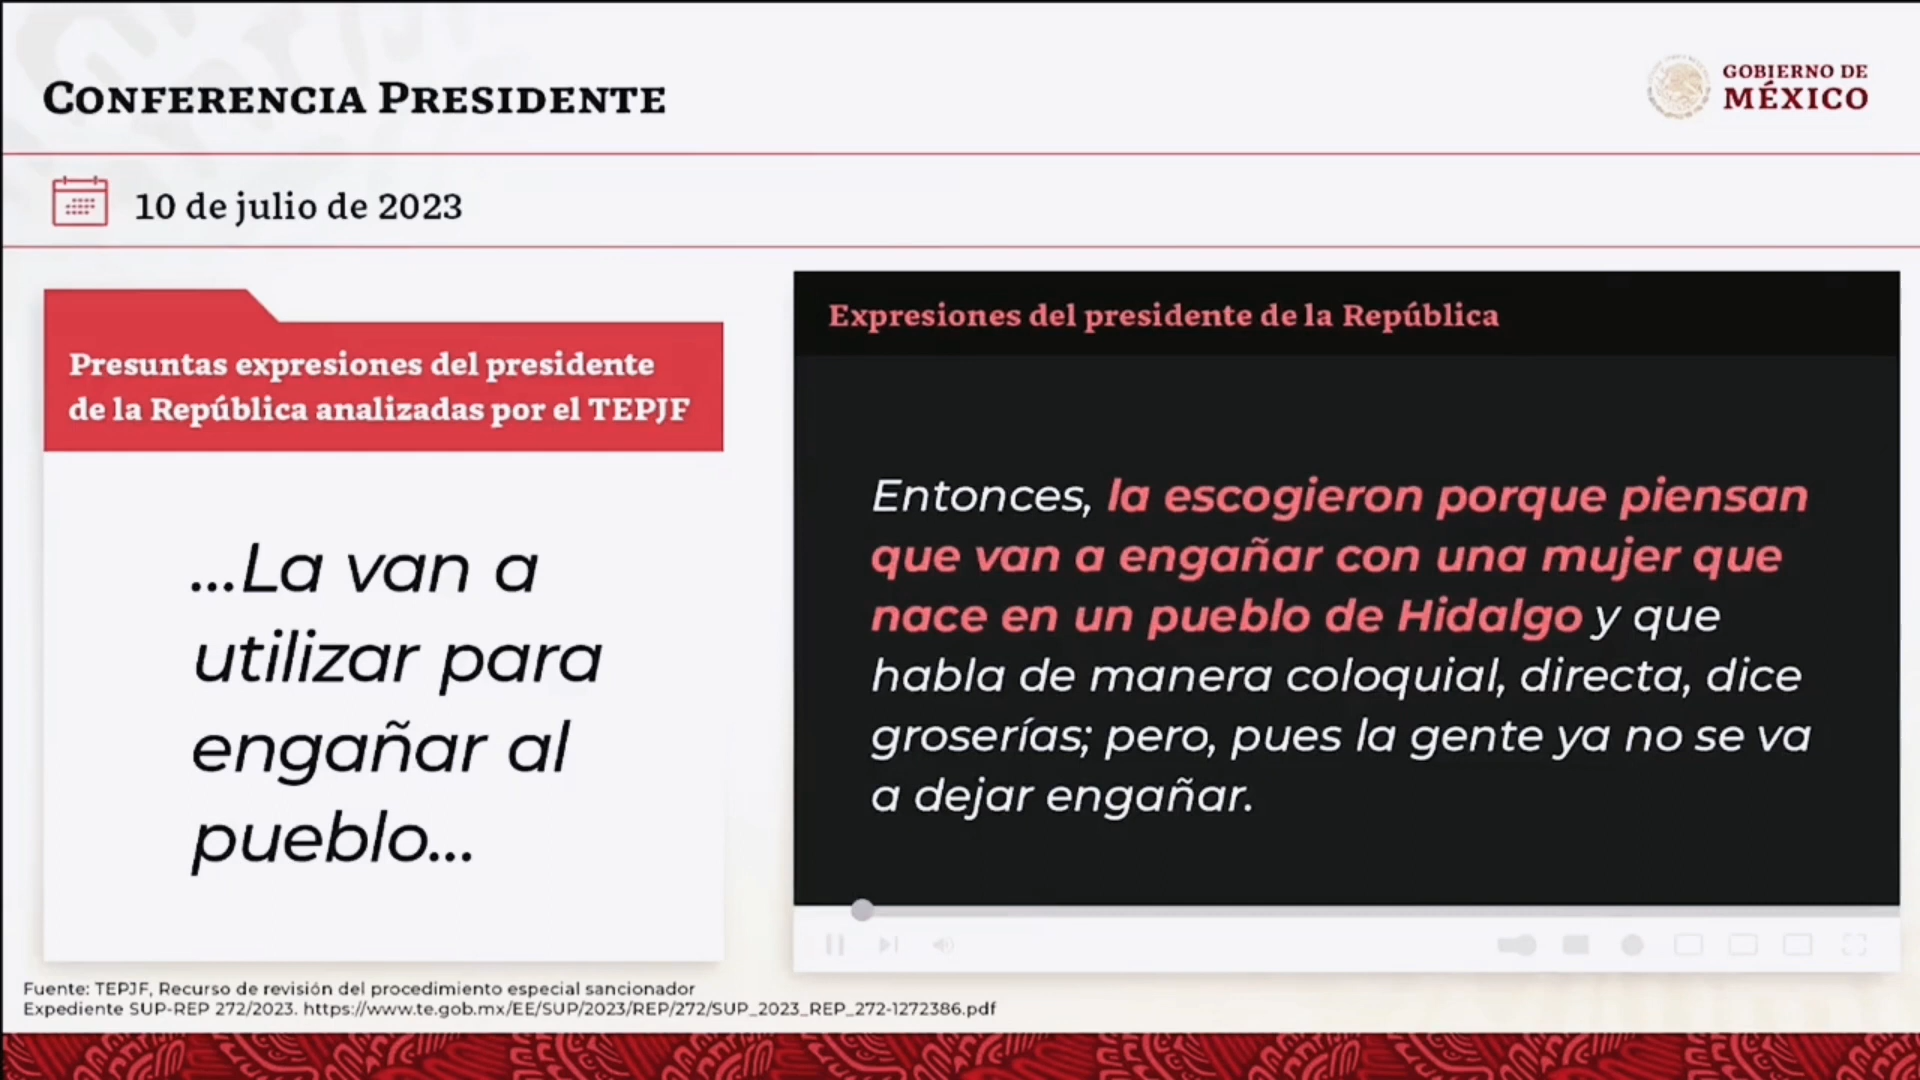 CONFERENCIA PRESIDENTE
GOBIERNO DE
MÉXICO
10 de julio de 2023
Presuntas expresiones del presidente
de la República analizadas por el TEPJF
...La van a
utilizar para
engañar al
pueblo...
Expresiones del presidente de la República
Entonces, la escogieron porque piensan
que van a engañar con una mujer que
nace en un pueblo de Hidalgo y que
habla de manera coloquial, directa, dice
groserías; pero, pues la gente ya no se va
a dejar engañar.
Fuente: TEPJF, Recurso de revisión del procedimiento especial sancionador
Expediente SUP-REP 272/2023. https://www.te.gob.mx/EE/SUP/2023/REP/272/SUP_2023_REP_272-1272386.pdf